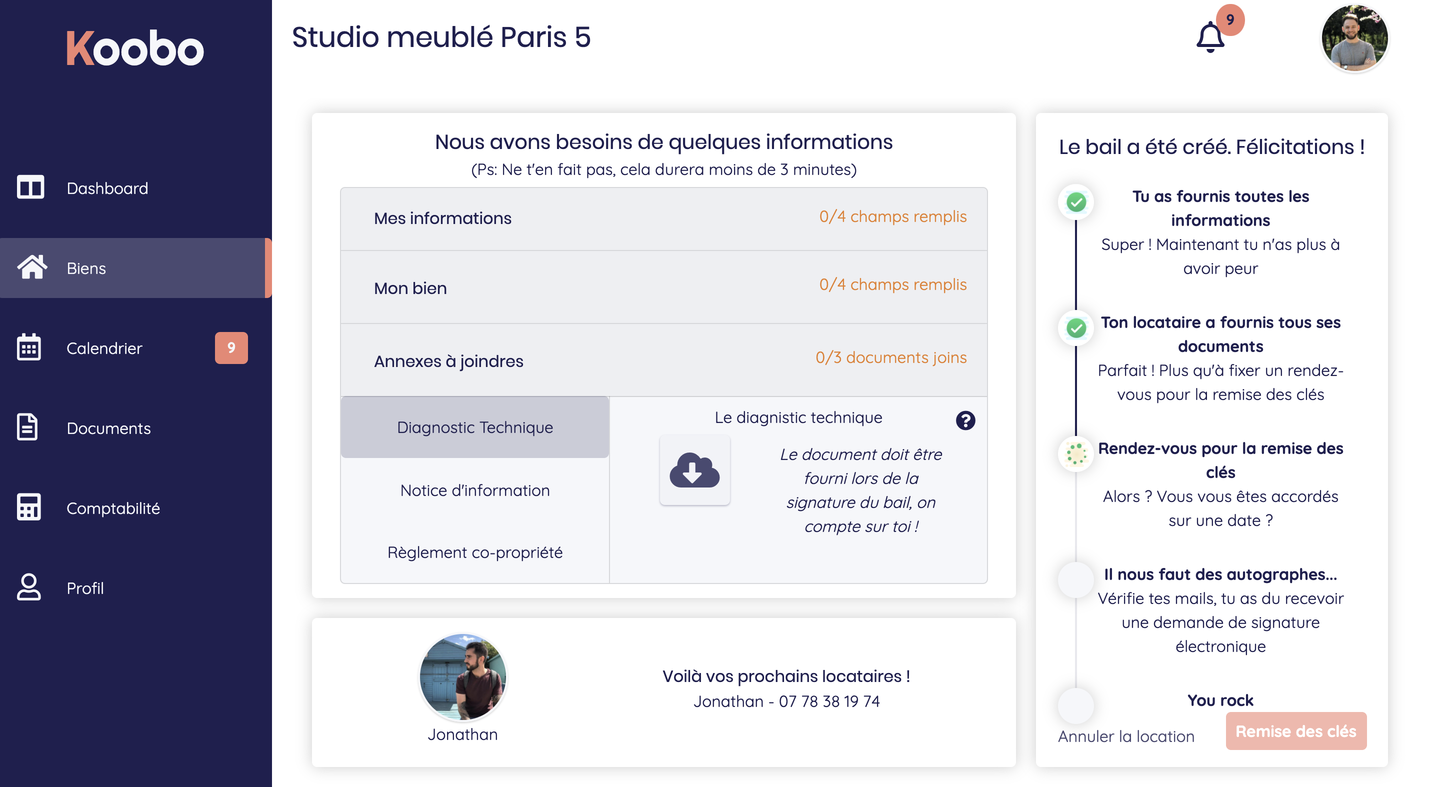 Koobo
Studio meublé Paris 5
9
Dashboard
Biens
Calendrier
9
Documents
Comptabilité
Profil
Nous avons besoins de quelques informations
(Ps: Ne t'en fait pas, cela durera moins de 3 minutes)
Mes informations
0/4 champs remplis
Mon bien
0/4 champs remplis
Annexes à joindres
0/3 documents joins
Diagnostic Technique
Notice d'information
Règlement co-propriété
Le diagnistic technique
?
Le document doit être
fourni lors de la
signature du bail, on
compte sur toi !
Jonathan
Voilà vos prochains locataires !
Jonathan - 07 78 38 19 74
Le bail a été créé. Félicitations !
Tu as fournis toutes les
informations
Super ! Maintenant tu n'as plus à
avoir peur
Ton locataire a fournis tous ses
documents
Parfait ! Plus qu'à fixer un rendez-
vous pour la remise des clés
Rendez-vous pour la remise des
clés
Alors ? Vous vous êtes accordés
sur une date ?
Il nous faut des autographes...
Vérifie tes mails, tu as du recevoir
une demande de signature
électronique
You rock
Annuler la location
Remise des clés